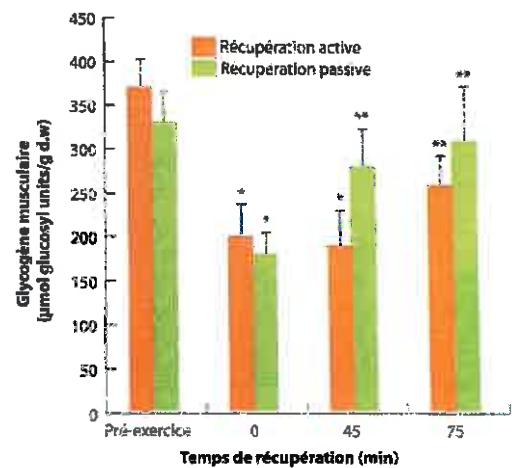 450
400
350
300
250
200
150
100
50
0
Glycogène musculaire
(µmol glucosyl units/g d.w)
Récupération active
Récupération passive
* *
* **
** **
Pré-exercice 0 45 75
Temps de récupération (min)